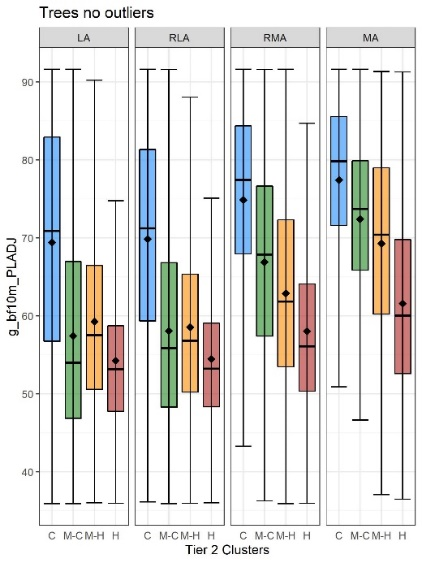 Trees no outliers
LA RLA RMA MA
g_bf10m_PLADJ
90
80
70
60
50
40
C M-C M-H H C M-C M-H H C M-C M-H H C M-C M-H H
Tier 2 Clusters